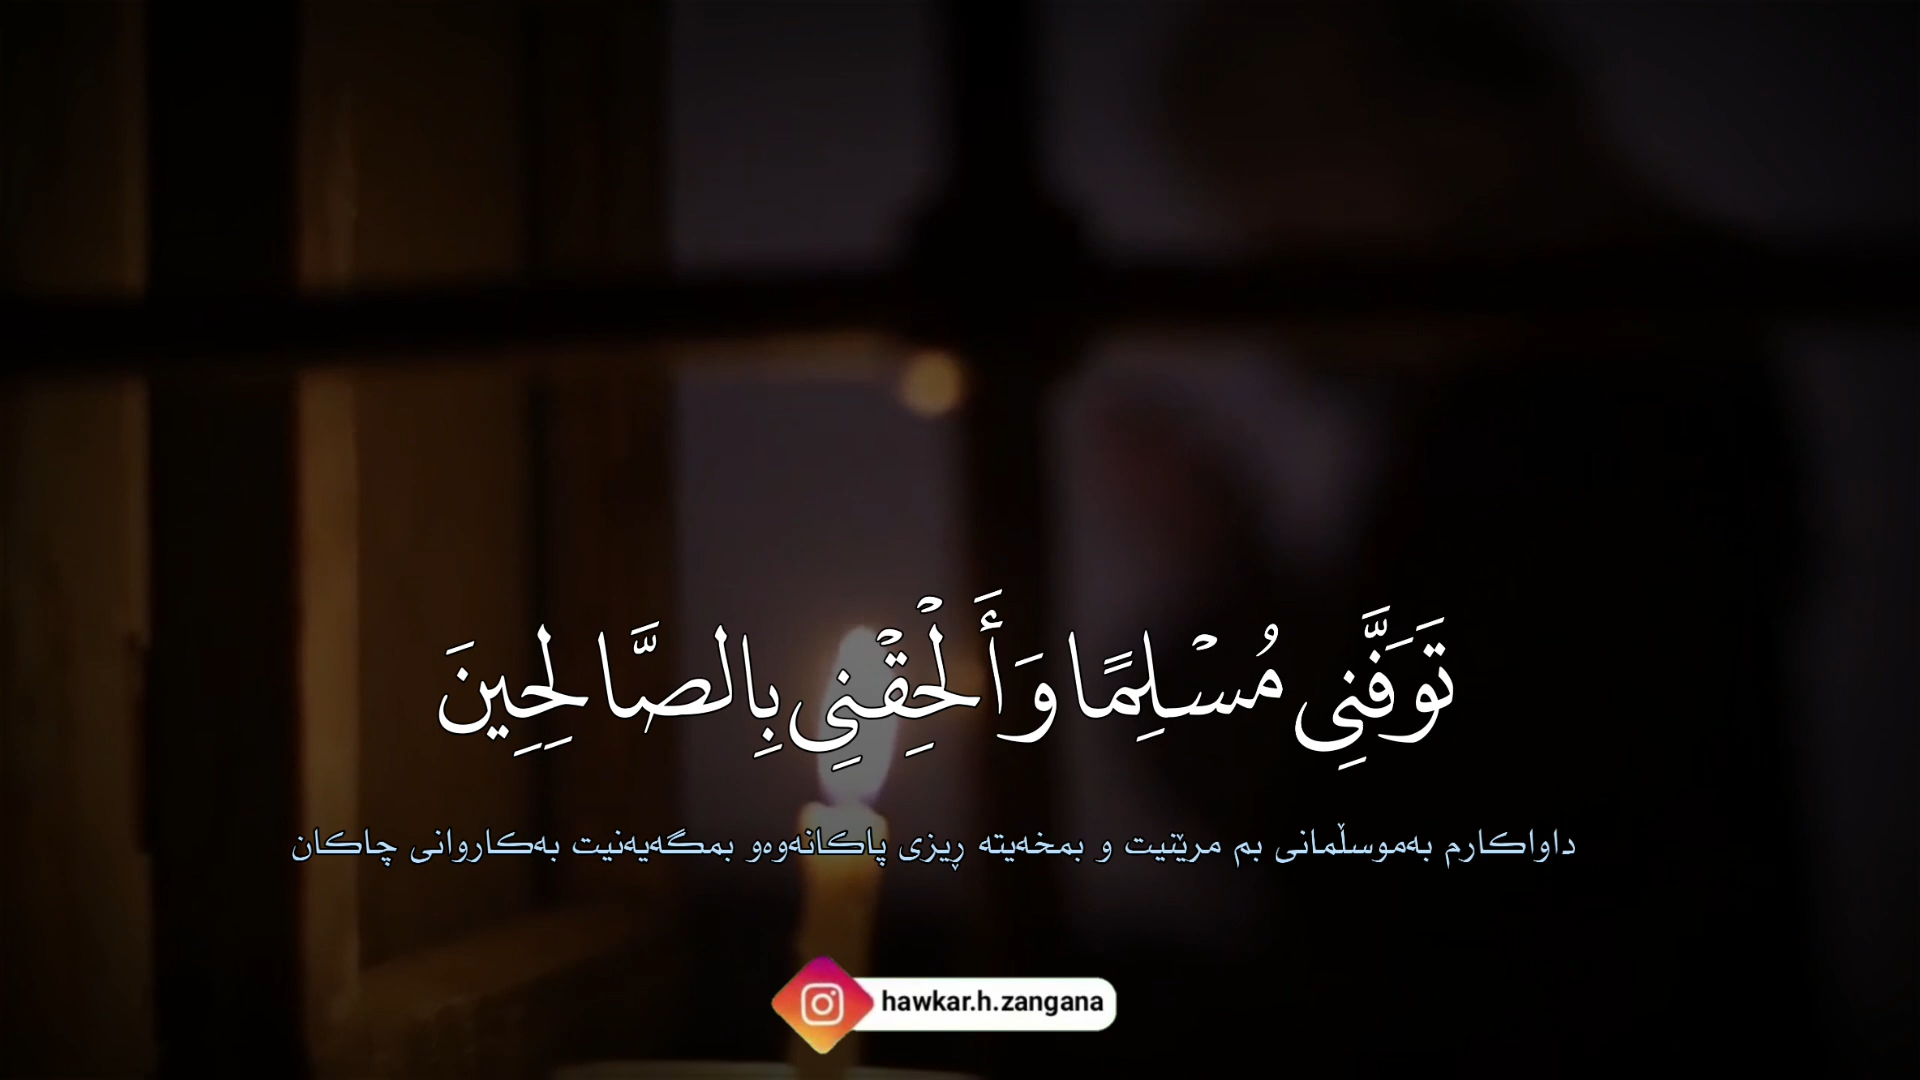 تَوَفَّنِي مُسْلِمًا وَأَلْحِقْنِي بِالصَّالِحِينَ
داواکارم بەموسڵمانی بم مرێنیت و بمخەیتە ڕیزی پاکانەوەو بمگەیەنیت بەکاروانی چاکان
hawkar.h.zangana